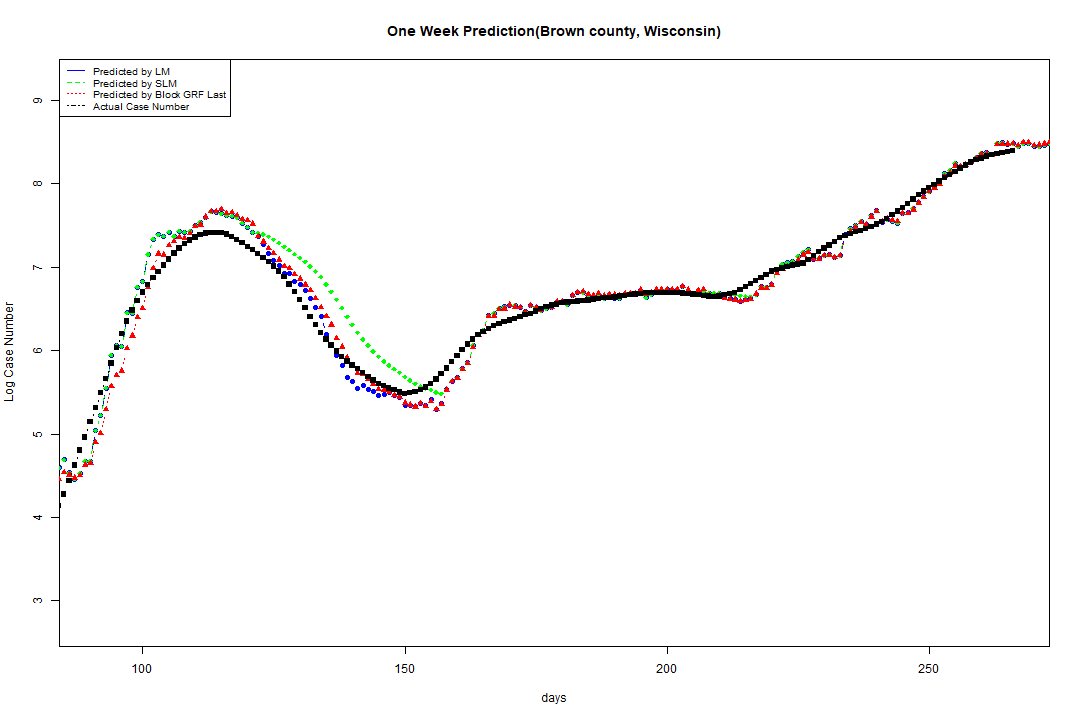 One Week Prediction(Brown county, Wisconsin)
Predicted by LM
Predicted by SLM
Predicted by Block GRF Last
Actual Case Number
9
8
7
6
5
4
3
Log Case Number
100 150 200 250
days